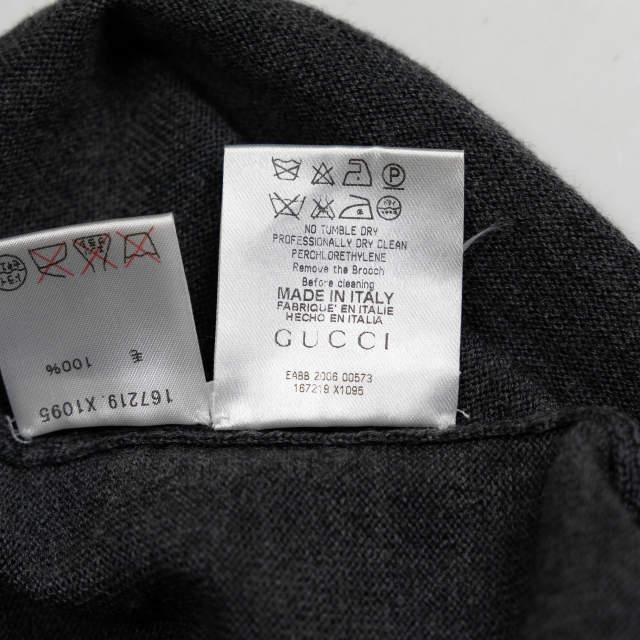 NO TUMBLE DRY
PROFESSIONALLY DRY CLEAN
PERCHLORETHYLENE
Remove the Brooch
Before cleaning
MADE IN ITALY
FABRIQUÉ EN ITALIE
HECHO EN ITALIA
GUCCI
EABB 2006 00573
167219 X1095
毛 100%
167219. X1095